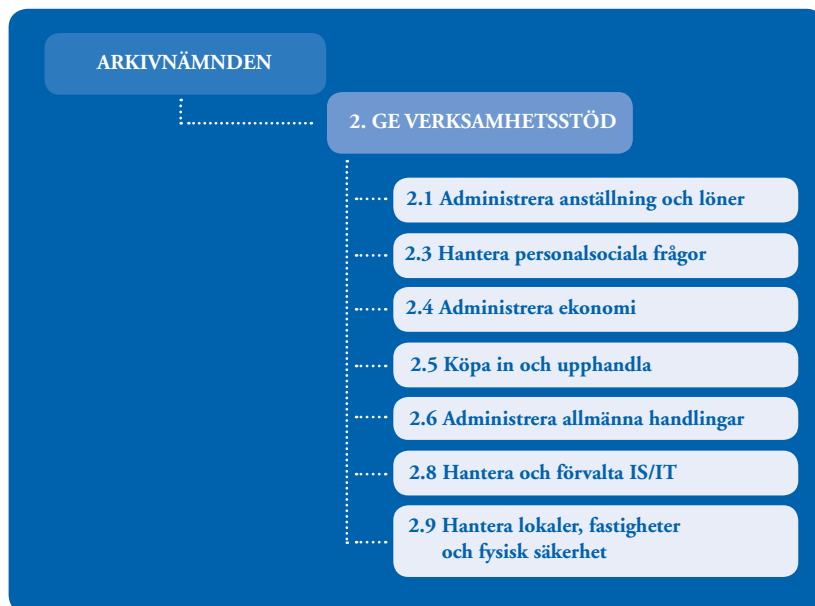 ARKIVNÄMNDEN
2. GE VERKSAMHETSSTÖD
2.1 Administrera anställning och löner
2.3 Hantera personalsociala frågor
2.4 Administrera ekonomi
2.5 Köpa in och upphandla
2.6 Administrera allmänna handlingar
2.8 Hantera och förvalta IS/IT
2.9 Hantera lokaler, fastigheter
och fysisk säkerhet